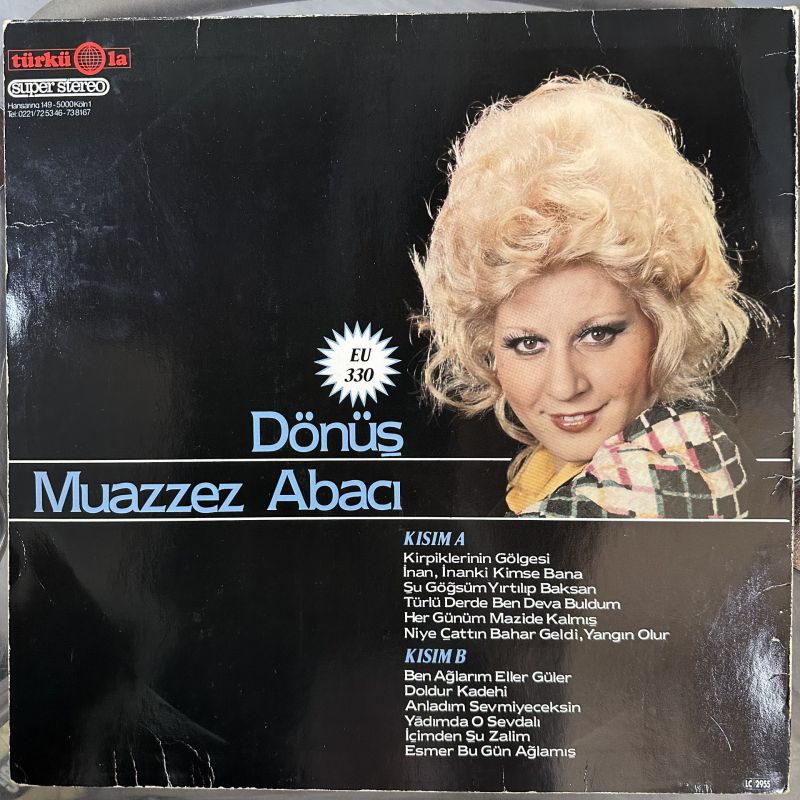 türkü ola
super stereo
Hansaring 149 - 5000 Köln 1
Tel: 0221/72 53 46 - 73 8167
EU
330
Dönüş
Muazzez Abacı
KISIM A
Kirpiklerinin Gölgesi
İnan, İnanki Kimse Bana
Şu Göğsüm Yırtılıp Baksan
Türlü Derde Ben Deva Buldum
Her Günüm Mazide Kalmış
Niye Çattın Bahar Geldi, Yangın Olur
KISIM B
Ben Ağlarım Eller Güler
Doldur Kadehi
Anladım Sevmiyeceksin
Yâdımda O Sevdalı
İçimden Şu Zalim
Esmer Bu Gün Ağlamış
LC 2955